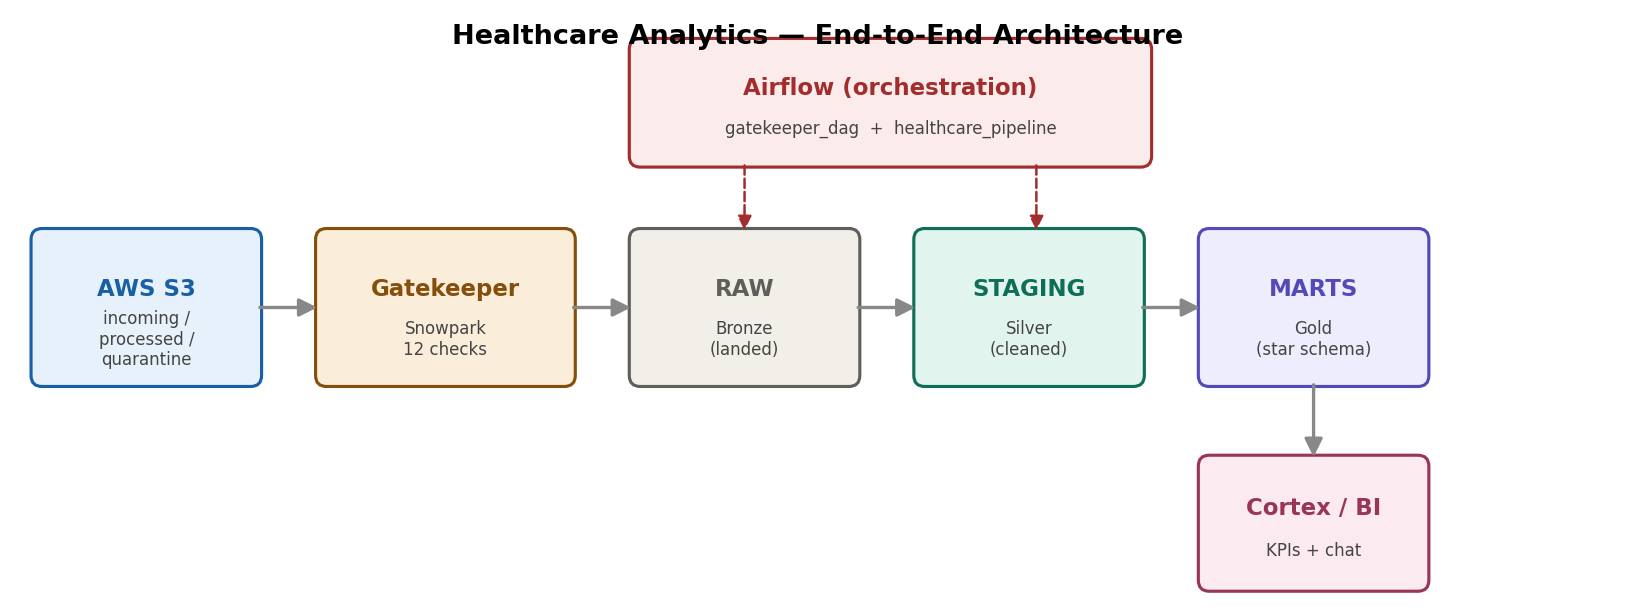 Healthcare Analytics — End-to-End Architecture
Airflow (orchestration)
gatekeeper_dag + healthcare_pipeline
AWS S3
incoming /
processed /
quarantine
Gatekeeper
Snowpark
12 checks
RAW
Bronze
(landed)
STAGING
Silver
(cleaned)
MARTS
Gold
(star schema)
Cortex / BI
KPIs + chat